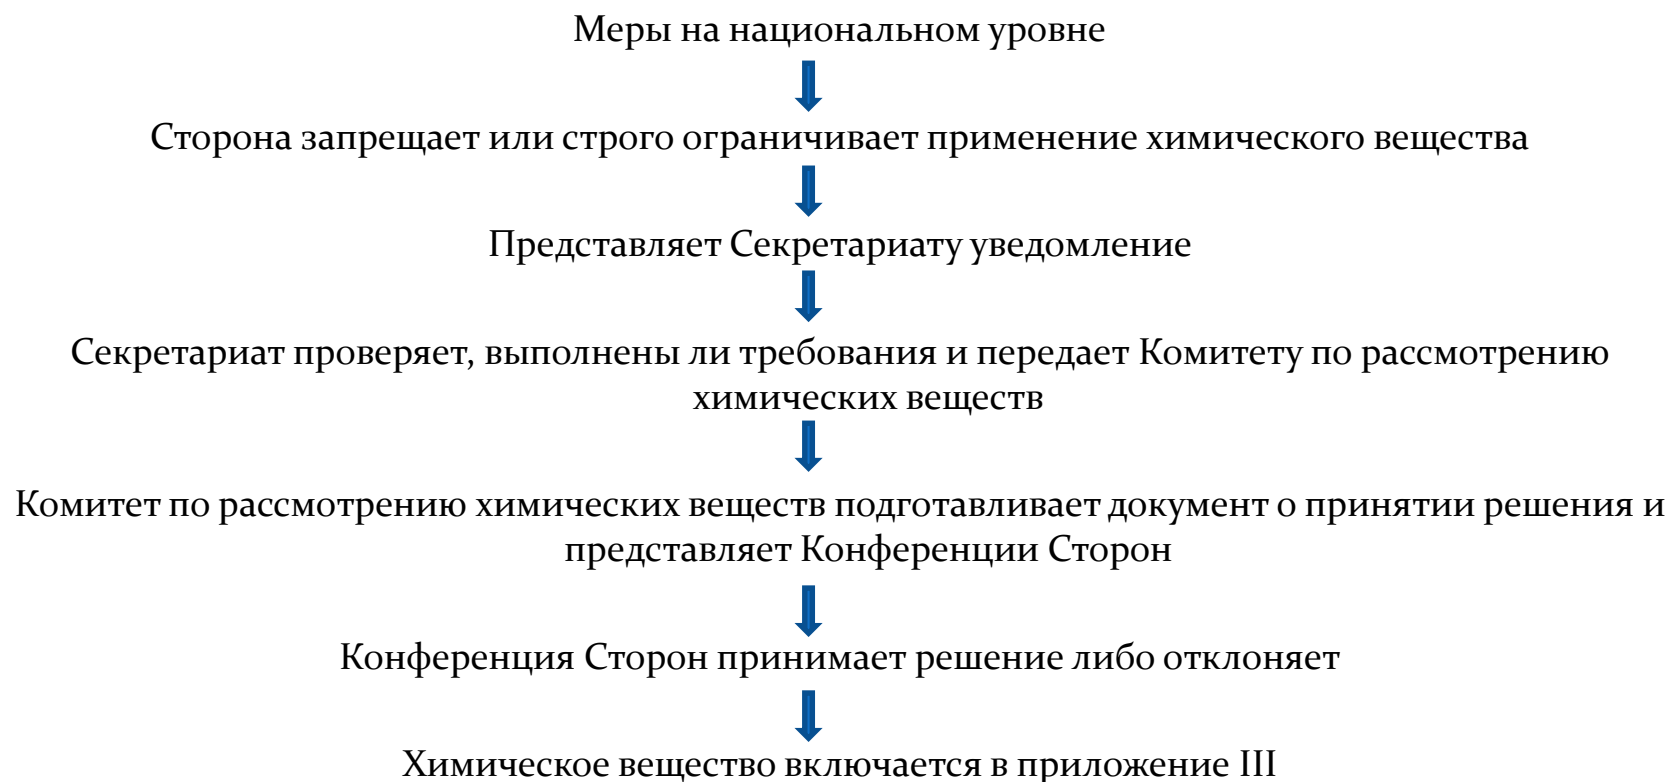 Меры на национальном уровне
Сторона запрещает или строго ограничивает применение химического вещества
Представляет Секретариату уведомление
Секретариат проверяет, выполнены ли требования и передает Комитету по рассмотрению
химических веществ
Комитет по рассмотрению химических веществ подготавливает документ о принятии решения и
представляет Конференции Сторон
Конференция Сторон принимает решение либо отклоняет
Химическое вещество включается в приложение III